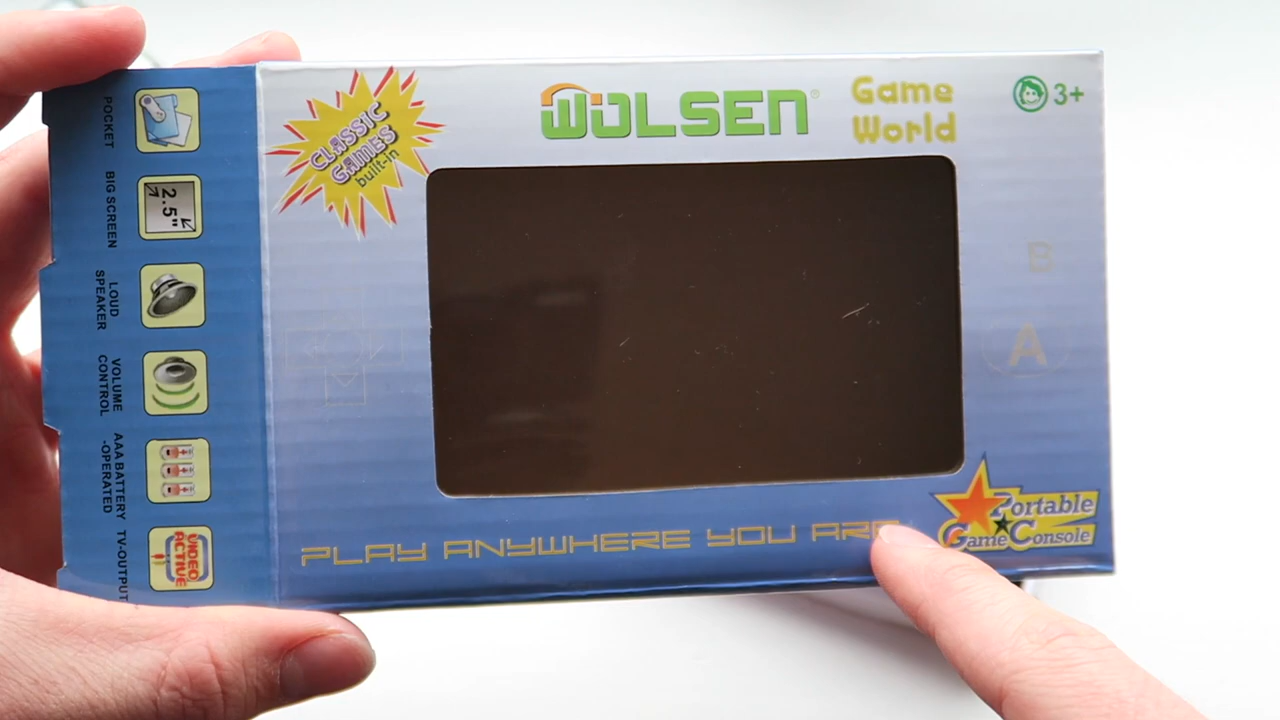 POCKET
BIG SCREEN
2.5"
LOUD
SPEAKER
VOLUME
CONTROL
AAA BATTERY
-OPERATED
TV-OUTPUT
VIDEO
ACTIVE
CLASSIC
GAMES
built-in
WOLSEN®
Game
World
3+
B
A
PLAY ANYWHERE YOU ARE
Portable
Game Console